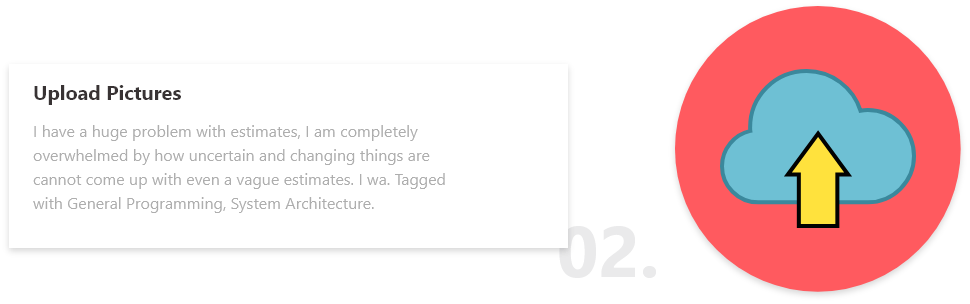 Upload Pictures
I have a huge problem with estimates, I am completely
overwhelmed by how uncertain and changing things are
cannot come up with even a vague estimates. I wa. Tagged
with General Programming, System Architecture.
02.